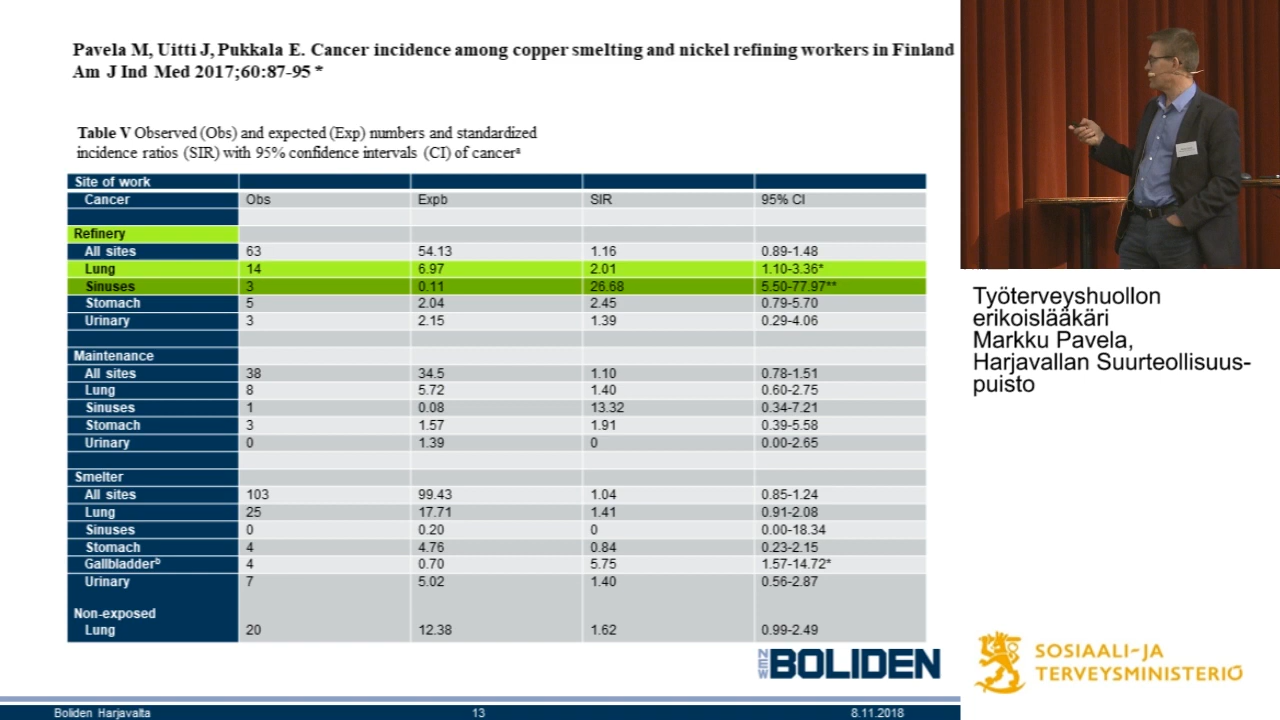 Pavela M, Uitti J, Pukkala E. Cancer incidence among copper smelting and nickel refining workers in Finland
Am J Ind Med 2017;60:87-95 *
Table V Observed (Obs) and expected (Exp) numbers and standardized
incidence ratios (SIR) with 95% confidence intervals (CI) of cancerª
Site of work
Cancer Obs Expb SIR 95% CI
Refinery
All sites 63 54.13 1.16 0.89-1.48
Lung 14 6.97 2.01 1.10-3.36*
Sinuses 3 0.11 26.68 5.50-77.97**
Stomach 5 2.04 2.45 0.79-5.70
Urinary 3 2.15 1.39 0.29-4.06
Maintenance
All sites 38 34.5 1.10 0.78-1.51
Lung 8 5.72 1.40 0.60-2.75
Sinuses 1 0.08 13.32 0.34-7.21
Stomach 3 1.57 1.91 0.39-5.58
Urinary 0 1.39 0 0.00-2.65
Smelter
All sites 103 99.43 1.04 0.85-1.24
Lung 25 17.71 1.41 0.91-2.08
Sinuses 0 0.20 0 0.00-18.34
Stomach 4 4.76 0.84 0.23-2.15
Gallbladderᵇ 4 0.70 5.75 1.57-14.72*
Urinary 7 5.02 1.40 0.56-2.87
Non-exposed
Lung 20 12.38 1.62 0.99-2.49
NEW BOLIDEN
Boliden Harjavalta 13 8.11.2018
Työterveyshuollon
erikoislääkäri
Markku Pavela,
Harjavallan Suurteollisuus-
puisto
SOSIAALI- JA
TERVEYSMINISTERIÖ